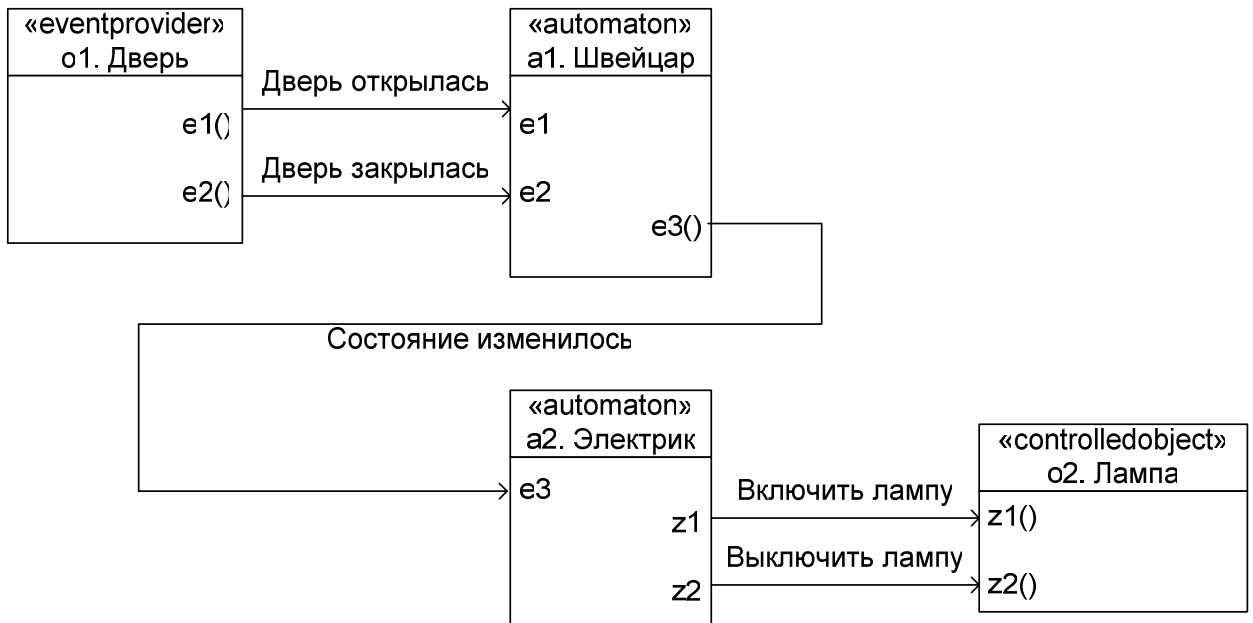 «eventprovider»
o1. Дверь
e1()
e2()
Дверь открылась
Дверь закрылась
«automaton»
a1. Швейцар
e1
e2
e3()
Состояние изменилось
«automaton»
a2. Электрик
e3
z1
z2
Включить лампу
Выключить лампу
«controlledobject»
o2. Лампа
z1()
z2()